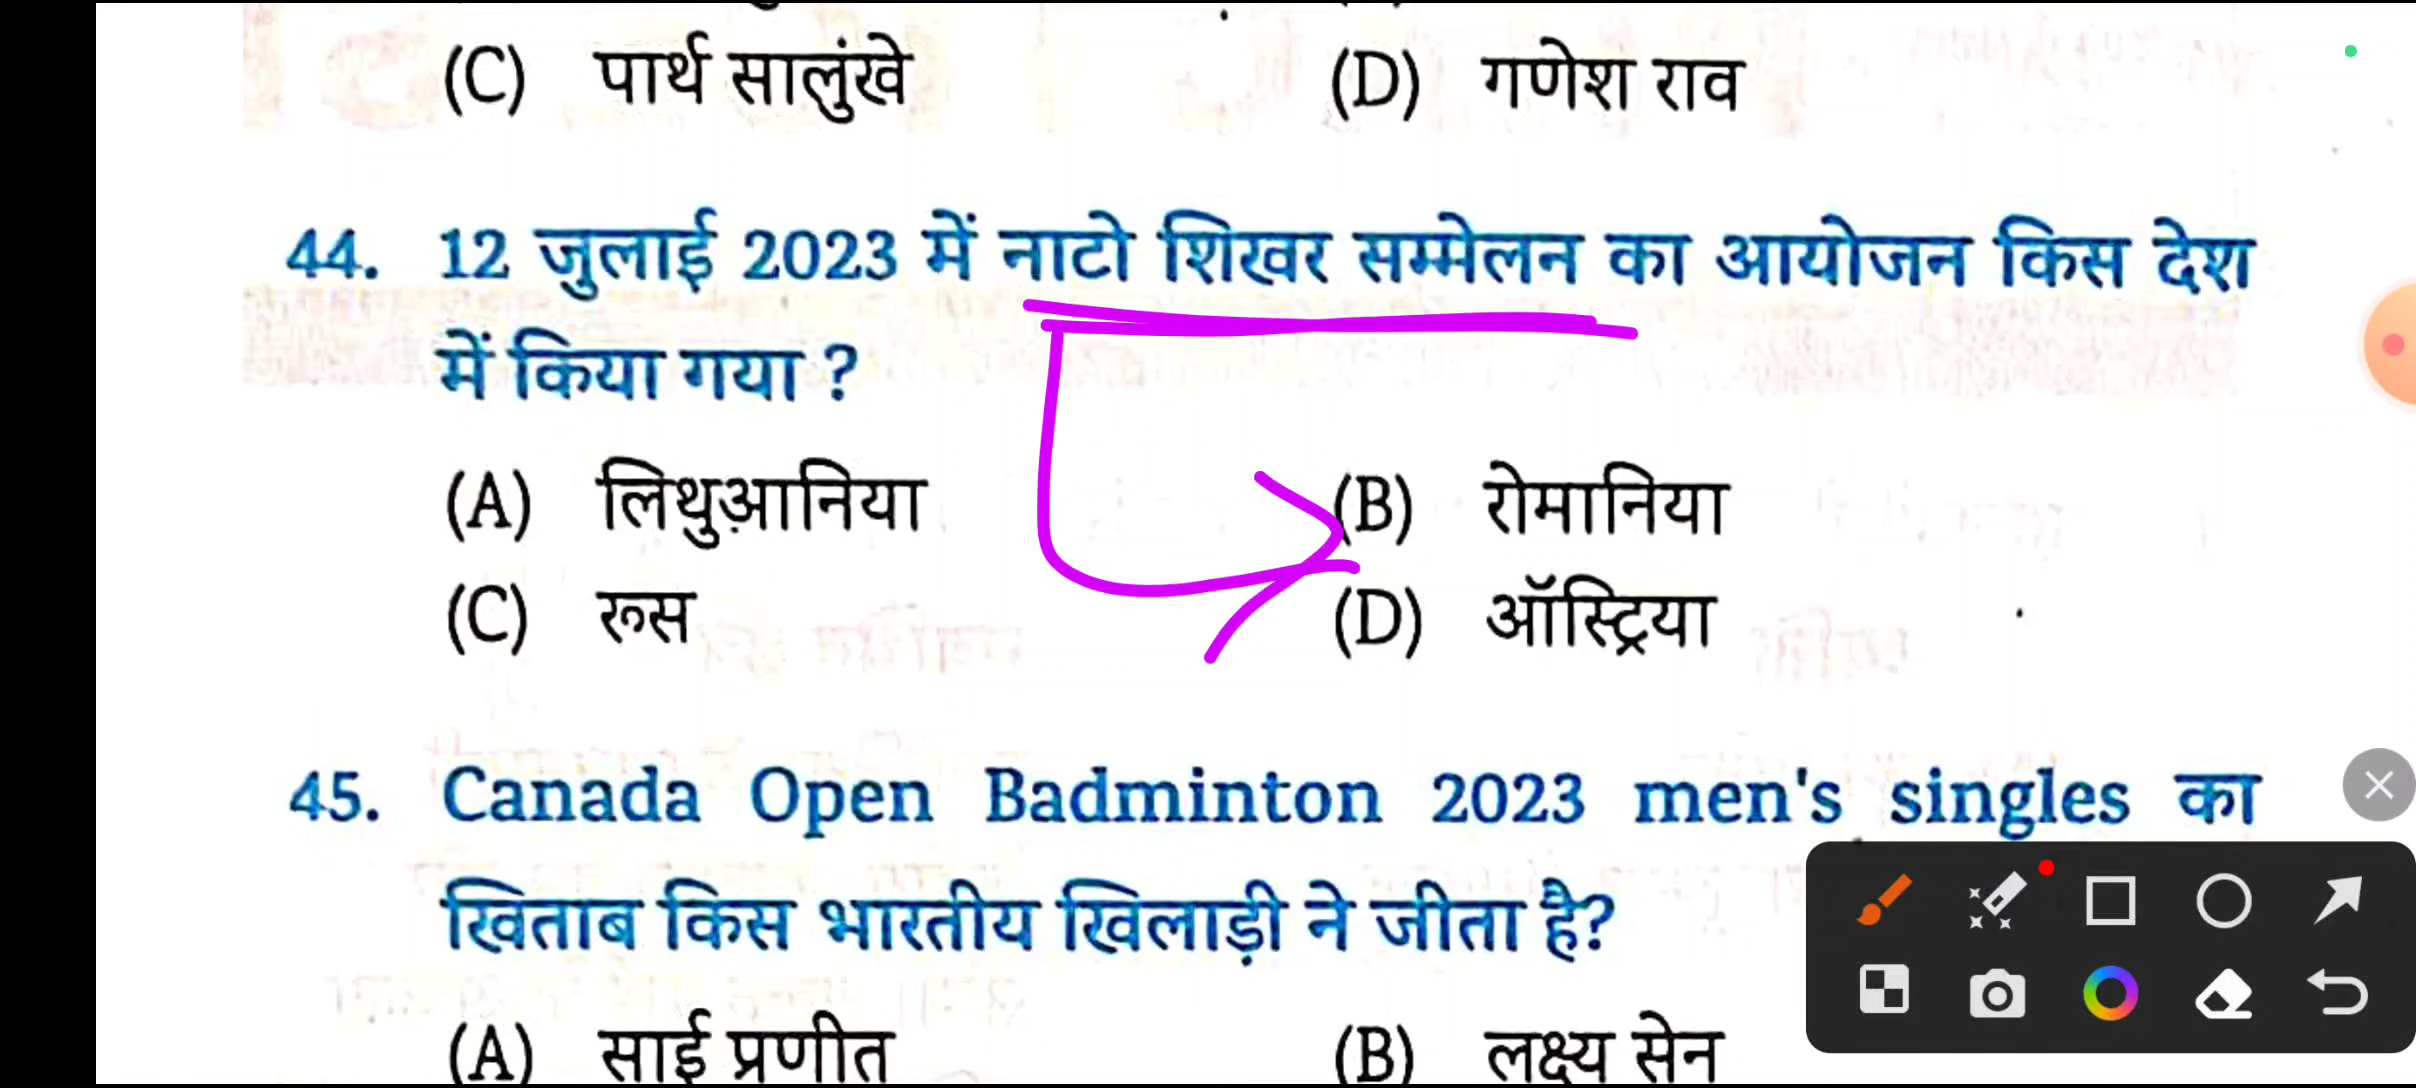 (C) पार्थ सालुंखे (D) गणेश राव
44. 12 जुलाई 2023 में नाटो शिखर सम्मेलन का आयोजन किस देश
में किया गया ?
(A) लिथुआनिया (B) रोमानिया
(C) रूस (D) ऑस्ट्रिया
45. Canada Open Badminton 2023 men's singles का
खिताब किस भारतीय खिलाड़ी ने जीता है?
(A) साई प्रणीत (B) लक्ष्य सेन